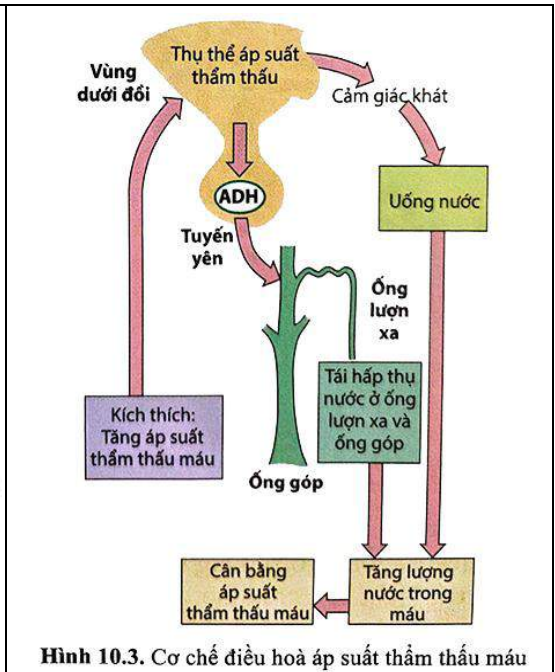 Thụ thể áp suất
thẩm thấu
Vùng
dưới đồi
Cảm giác khát
ADH
Uống nước
Tuyến
yên
Ống
lượn
xa
Tái hấp thụ
nước ở ống
lượn xa và
ống góp
Kích thích:
Tăng áp suất
thẩm thấu máu
Ống góp
Cân bằng
áp suất
thẩm thấu máu
Tăng lượng
nước trong
máu
Hình 10.3. Cơ chế điều hoà áp suất thẩm thấu máu